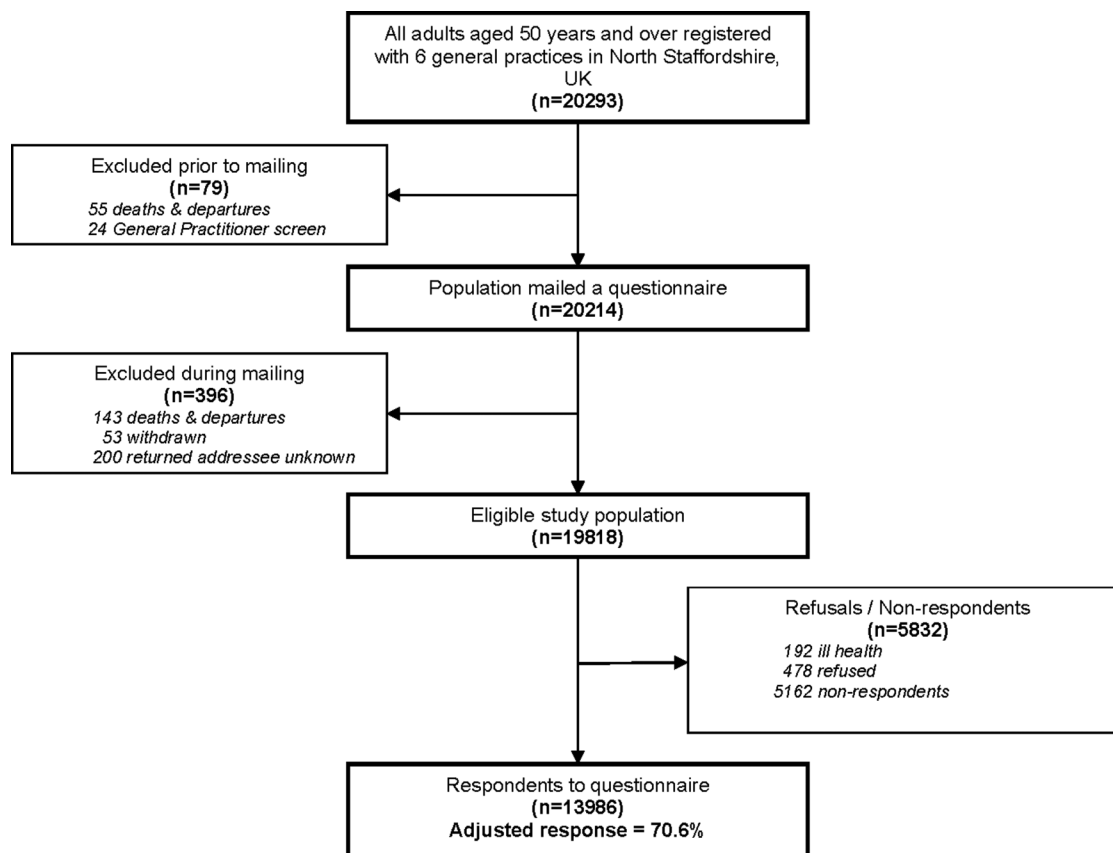 All adults aged 50 years and over registered
with 6 general practices in North Staffordshire,
UK
(n=20293)
Excluded prior to mailing
(n=79)
55 deaths & departures
24 General Practitioner screen
Population mailed a questionnaire
(n=20214)
Excluded during mailing
(n=396)
143 deaths & departures
53 withdrawn
200 returned addressee unknown
Eligible study population
(n=19818)
Refusals / Non-respondents
(n=5832)
192 ill health
478 refused
5162 non-respondents
Respondents to questionnaire
(n=13986)
Adjusted response = 70.6%